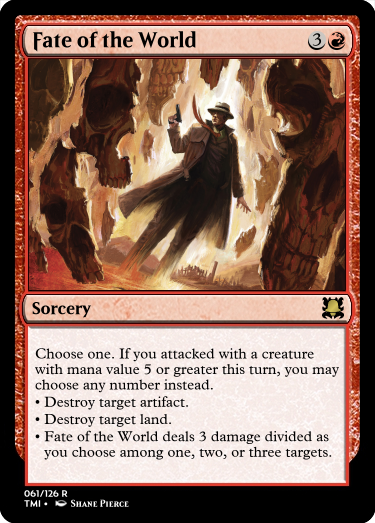 Fate of the World
3
Sorcery
Choose one. If you attacked with a creature
with mana value 5 or greater this turn, you may
choose any number instead.
• Destroy target artifact.
• Destroy target land.
• Fate of the World deals 3 damage divided as
you choose among one, two, or three targets.
061/126 R
TMI • Shane Pierce